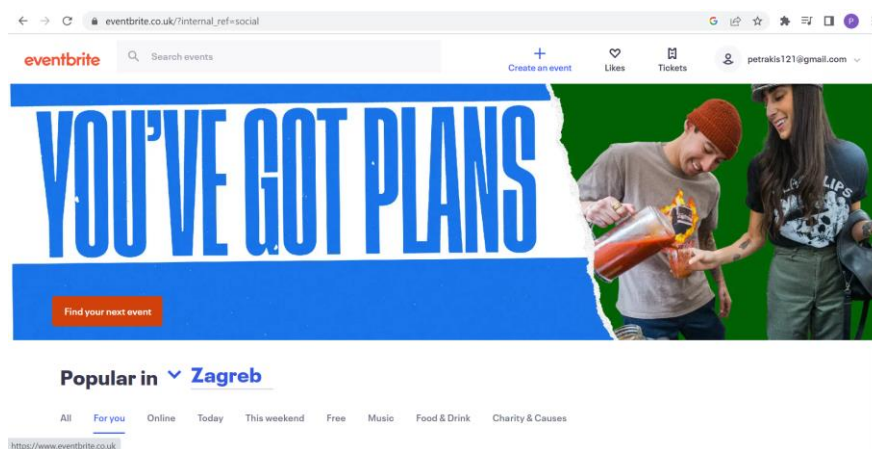 eventbrite.co.uk/?internal_ref=social
eventbrite
Search events
Create an event
Likes
Tickets
petrakis121@gmail.com
YOU'VE GOT PLANS
Find your next event
Popular in Zagreb
All For you Online Today This weekend Free Music Food & Drink Charity & Causes
https://www.eventbrite.co.uk